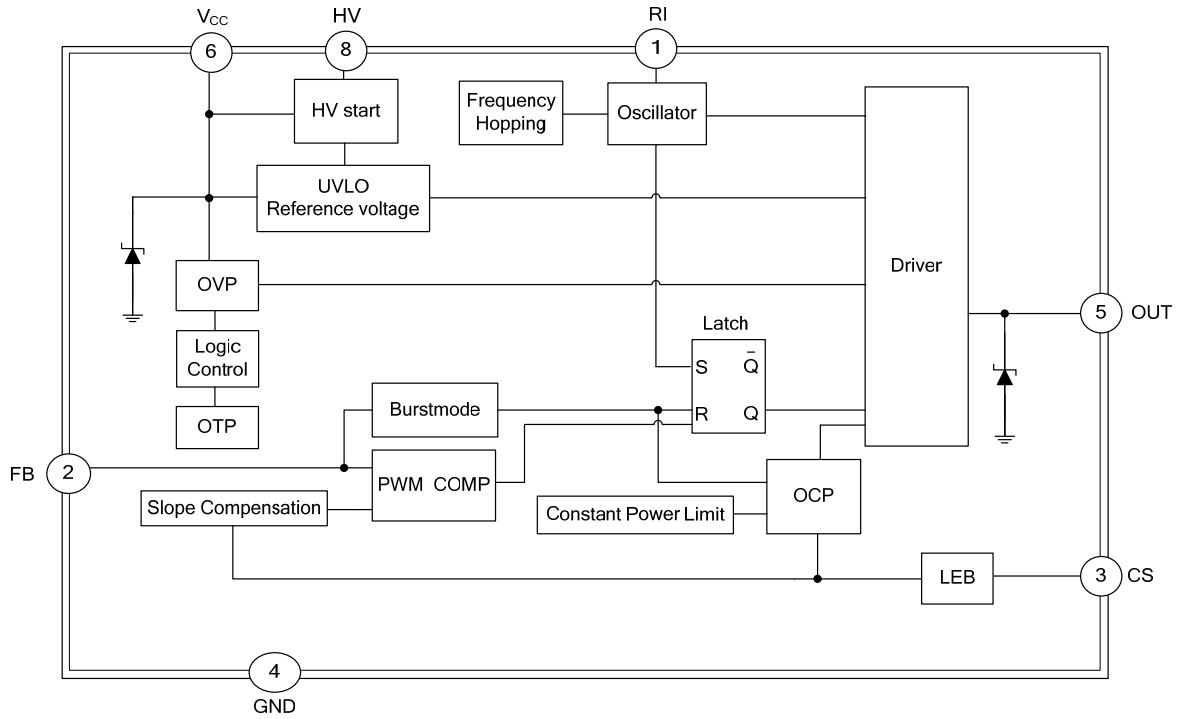 VCC
HV
RI
6
8
1
HV start
Frequency
Hopping
Oscillator
UVLO
Reference voltage
Driver
OVP
5
OUT
Latch
Logic
Control
S
Q̅
Burstmode
R
Q
OTP
FB
2
PWM COMP
OCP
Slope Compensation
Constant Power Limit
LEB
3
CS
4
GND